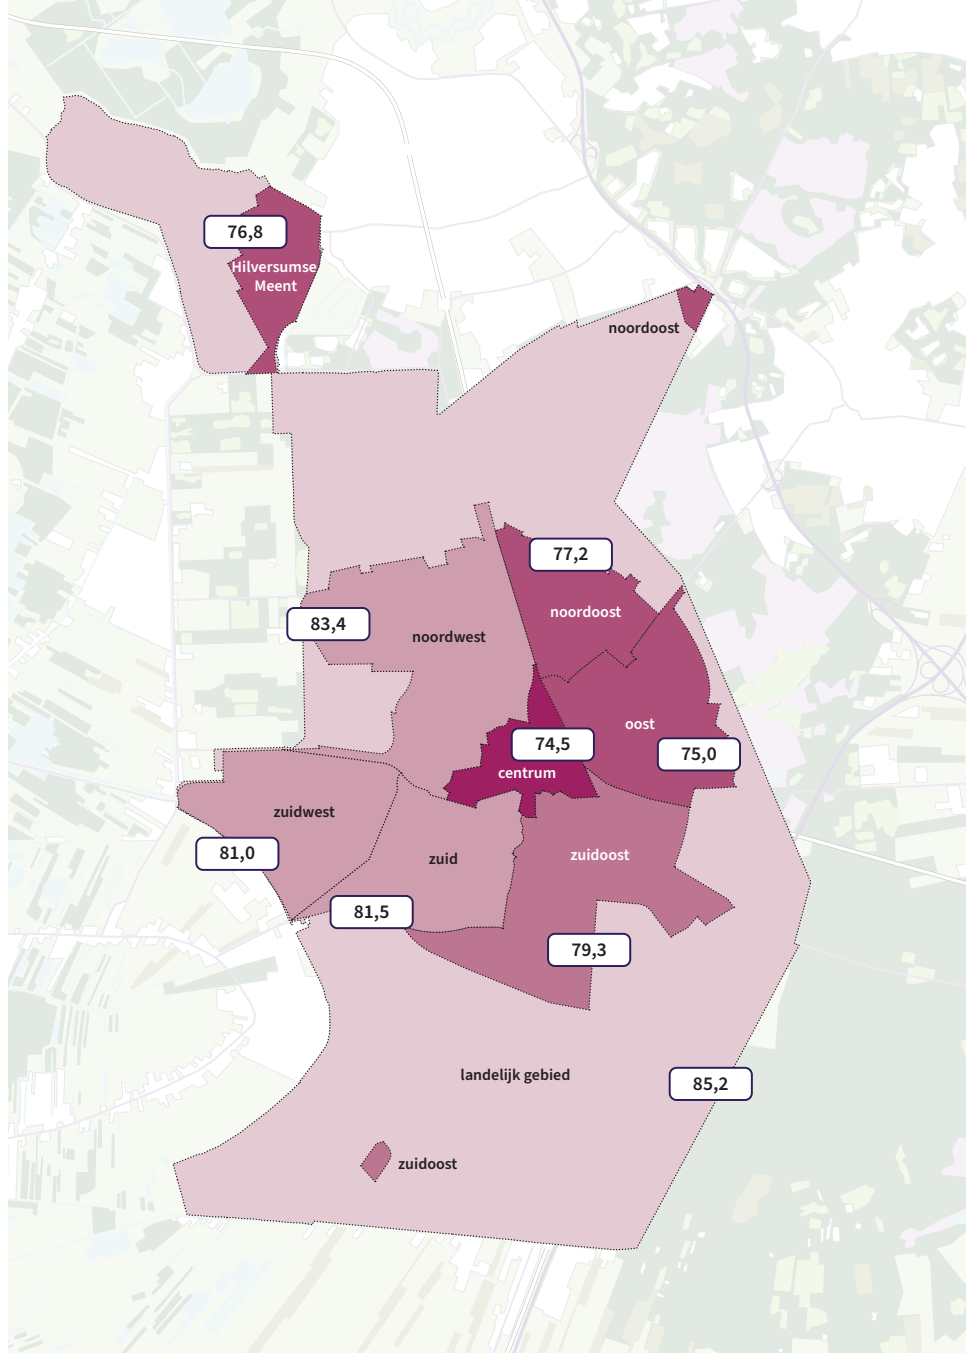 76,8
Hilversumse
Meent
noordoost
77,2
noordoost
83,4
noordwest
oost
74,5
75,0
centrum
zuidwest
81,0
zuid
zuidoost
81,5
79,3
landelijk gebied
85,2
zuidoost